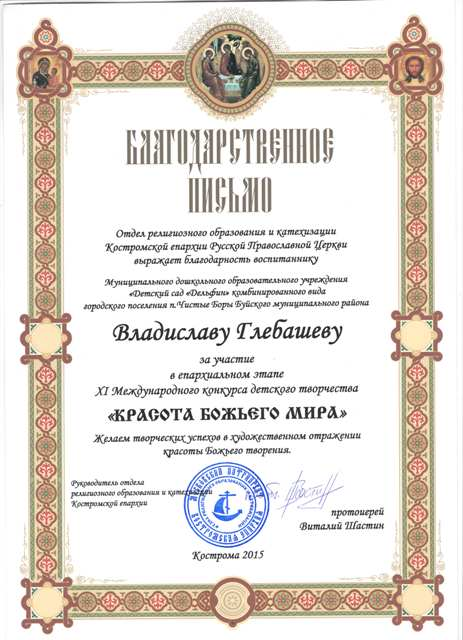 БЛАГОДАРСТВЕННОЕ
ПИСЬМО
Отдел религиозного образования и катехизации
Костромской епархии Русской Православной Церкви
выражает благодарность воспитаннику
Муниципального дошкольного образовательного учреждения
«Детский сад «Дельфин» комбинированного вида
городского поселения п.Чистые Боры Буйского муниципального района
Владиславу Глебашеву
за участие
в епархиальном этапе
XI Международного конкурса детского творчества
«КРАСОТА БОЖЬЕГО МИРА»
Желаем творческих успехов в художественном отражении
красоты Божьего творения.
Руководитель отдела
религиозного образования и катехизации
Костромской епархии
протоиерей
Виталий Шастин
Кострома 2015